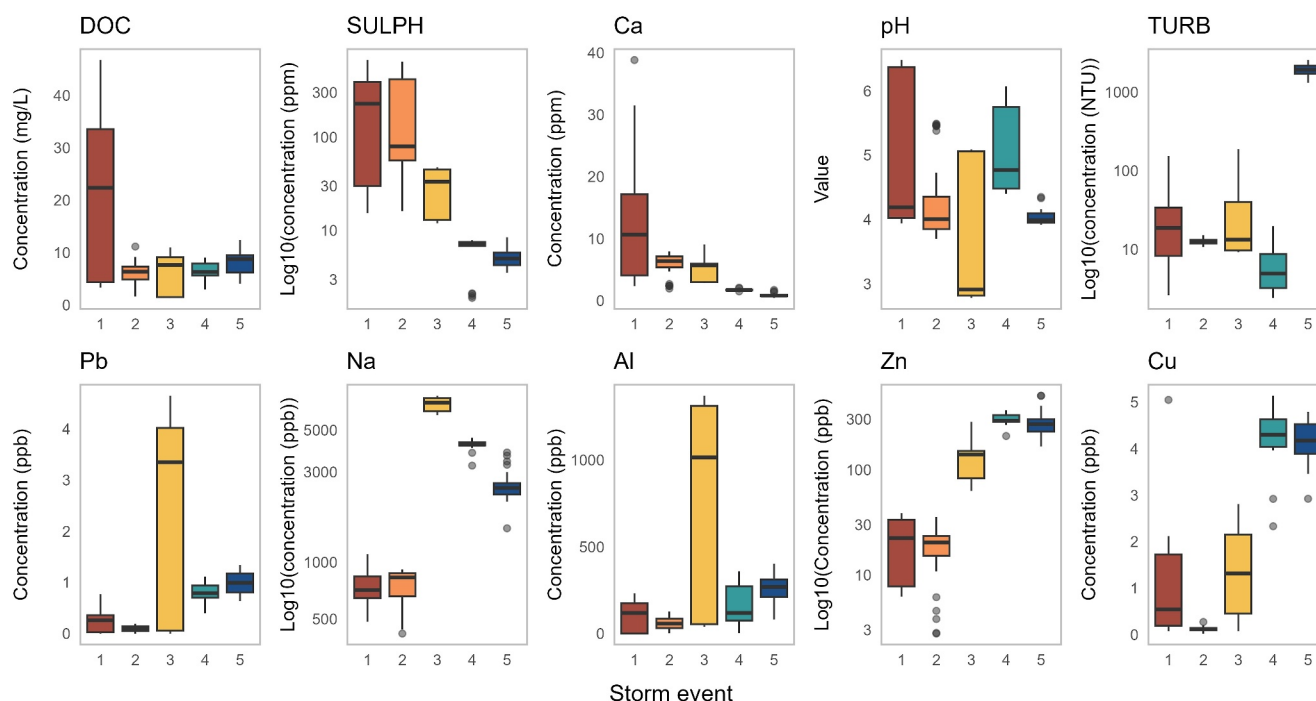 DOC SULPH Ca pH TURB
Concentration (mg/L)
40
30
20
10
0
1 2 3 4 5
Log10(concentration (ppm)
300
100
30
10
3
1 2 3 4 5
Concentration (ppm)
40
30
20
10
0
1 2 3 4 5
Value
6
5
4
3
1 2 3 4 5
Log10(concentration (NTU))
1000
100
10
1 2 3 4 5
Pb Na Al Zn Cu
Concentration (ppb)
4
3
2
1
0
1 2 3 4 5
Log10(concentration (ppb))
5000
3000
1000
500
1 2 3 4 5
Concentration (ppb)
1000
500
0
1 2 3 4 5
Log10(Concentration (ppb)
300
100
30
10
3
1 2 3 4 5
Concentration (ppb)
5
4
3
2
1
0
1 2 3 4 5
Storm event